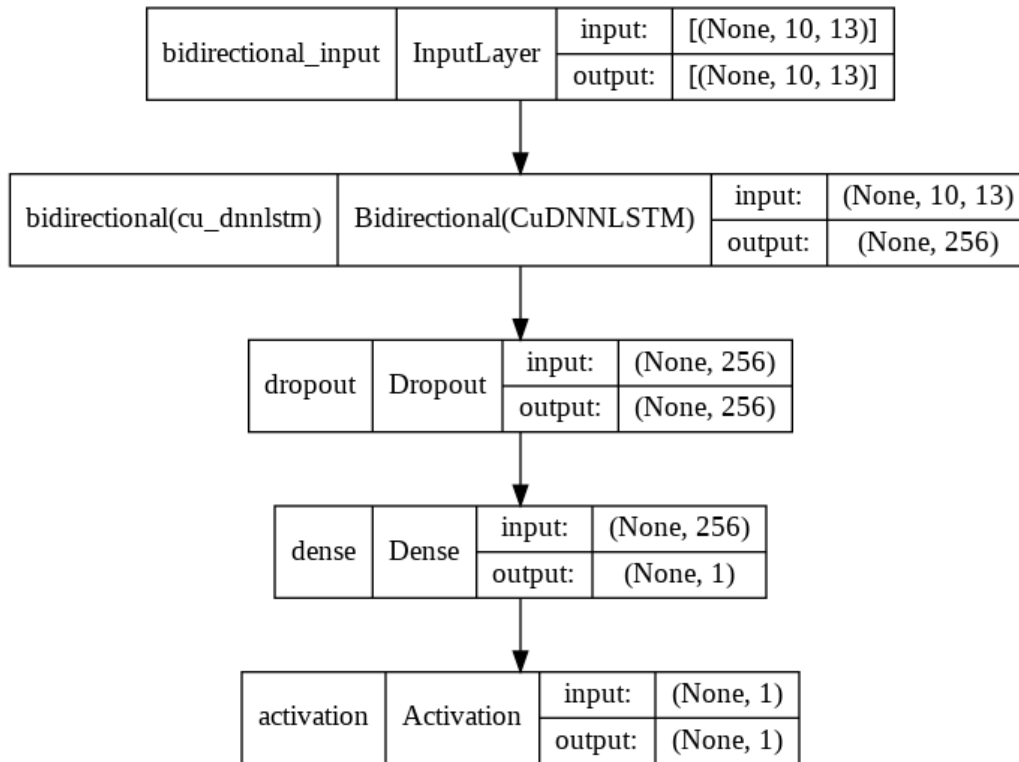 bidirectional_input InputLayer input: [(None, 10, 13)]
output: [(None, 10, 13)]
bidirectional(cu_dnnlstm) Bidirectional(CuDNNLSTM) input: (None, 10, 13)
output: (None, 256)
dropout Dropout input: (None, 256)
output: (None, 256)
dense Dense input: (None, 256)
output: (None, 1)
activation Activation input: (None, 1)
output: (None, 1)